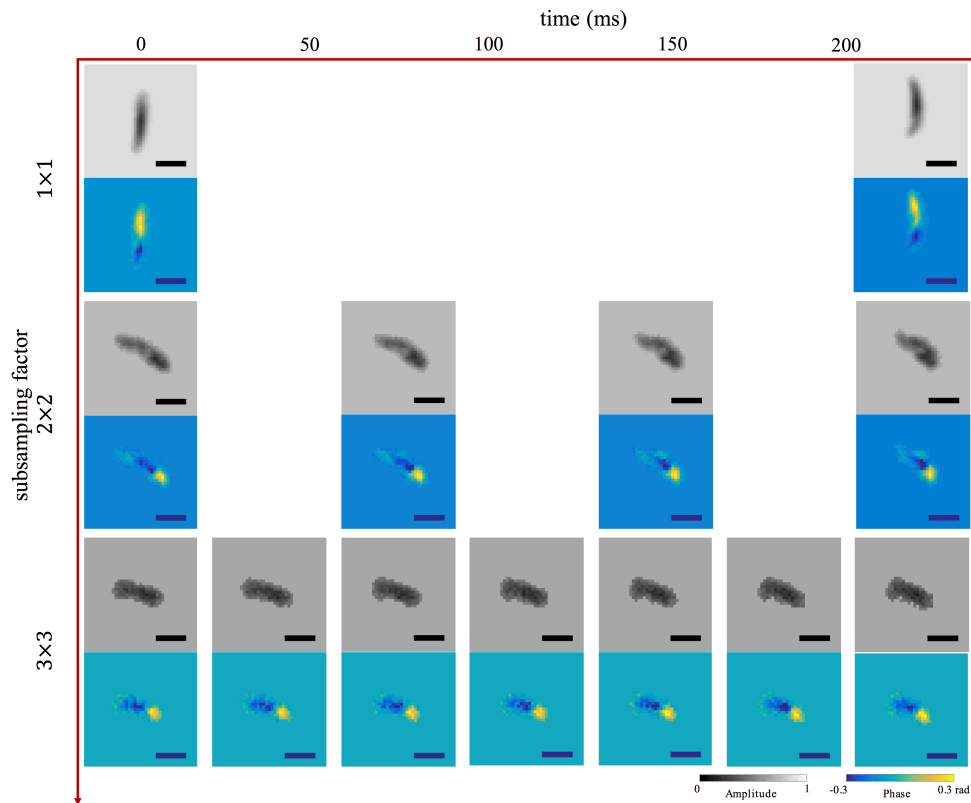 time (ms)
0 50 100 150 200
subsampling factor
1×1
2×2
3×3
0 Amplitude 1
-0.3 Phase 0.3 rad